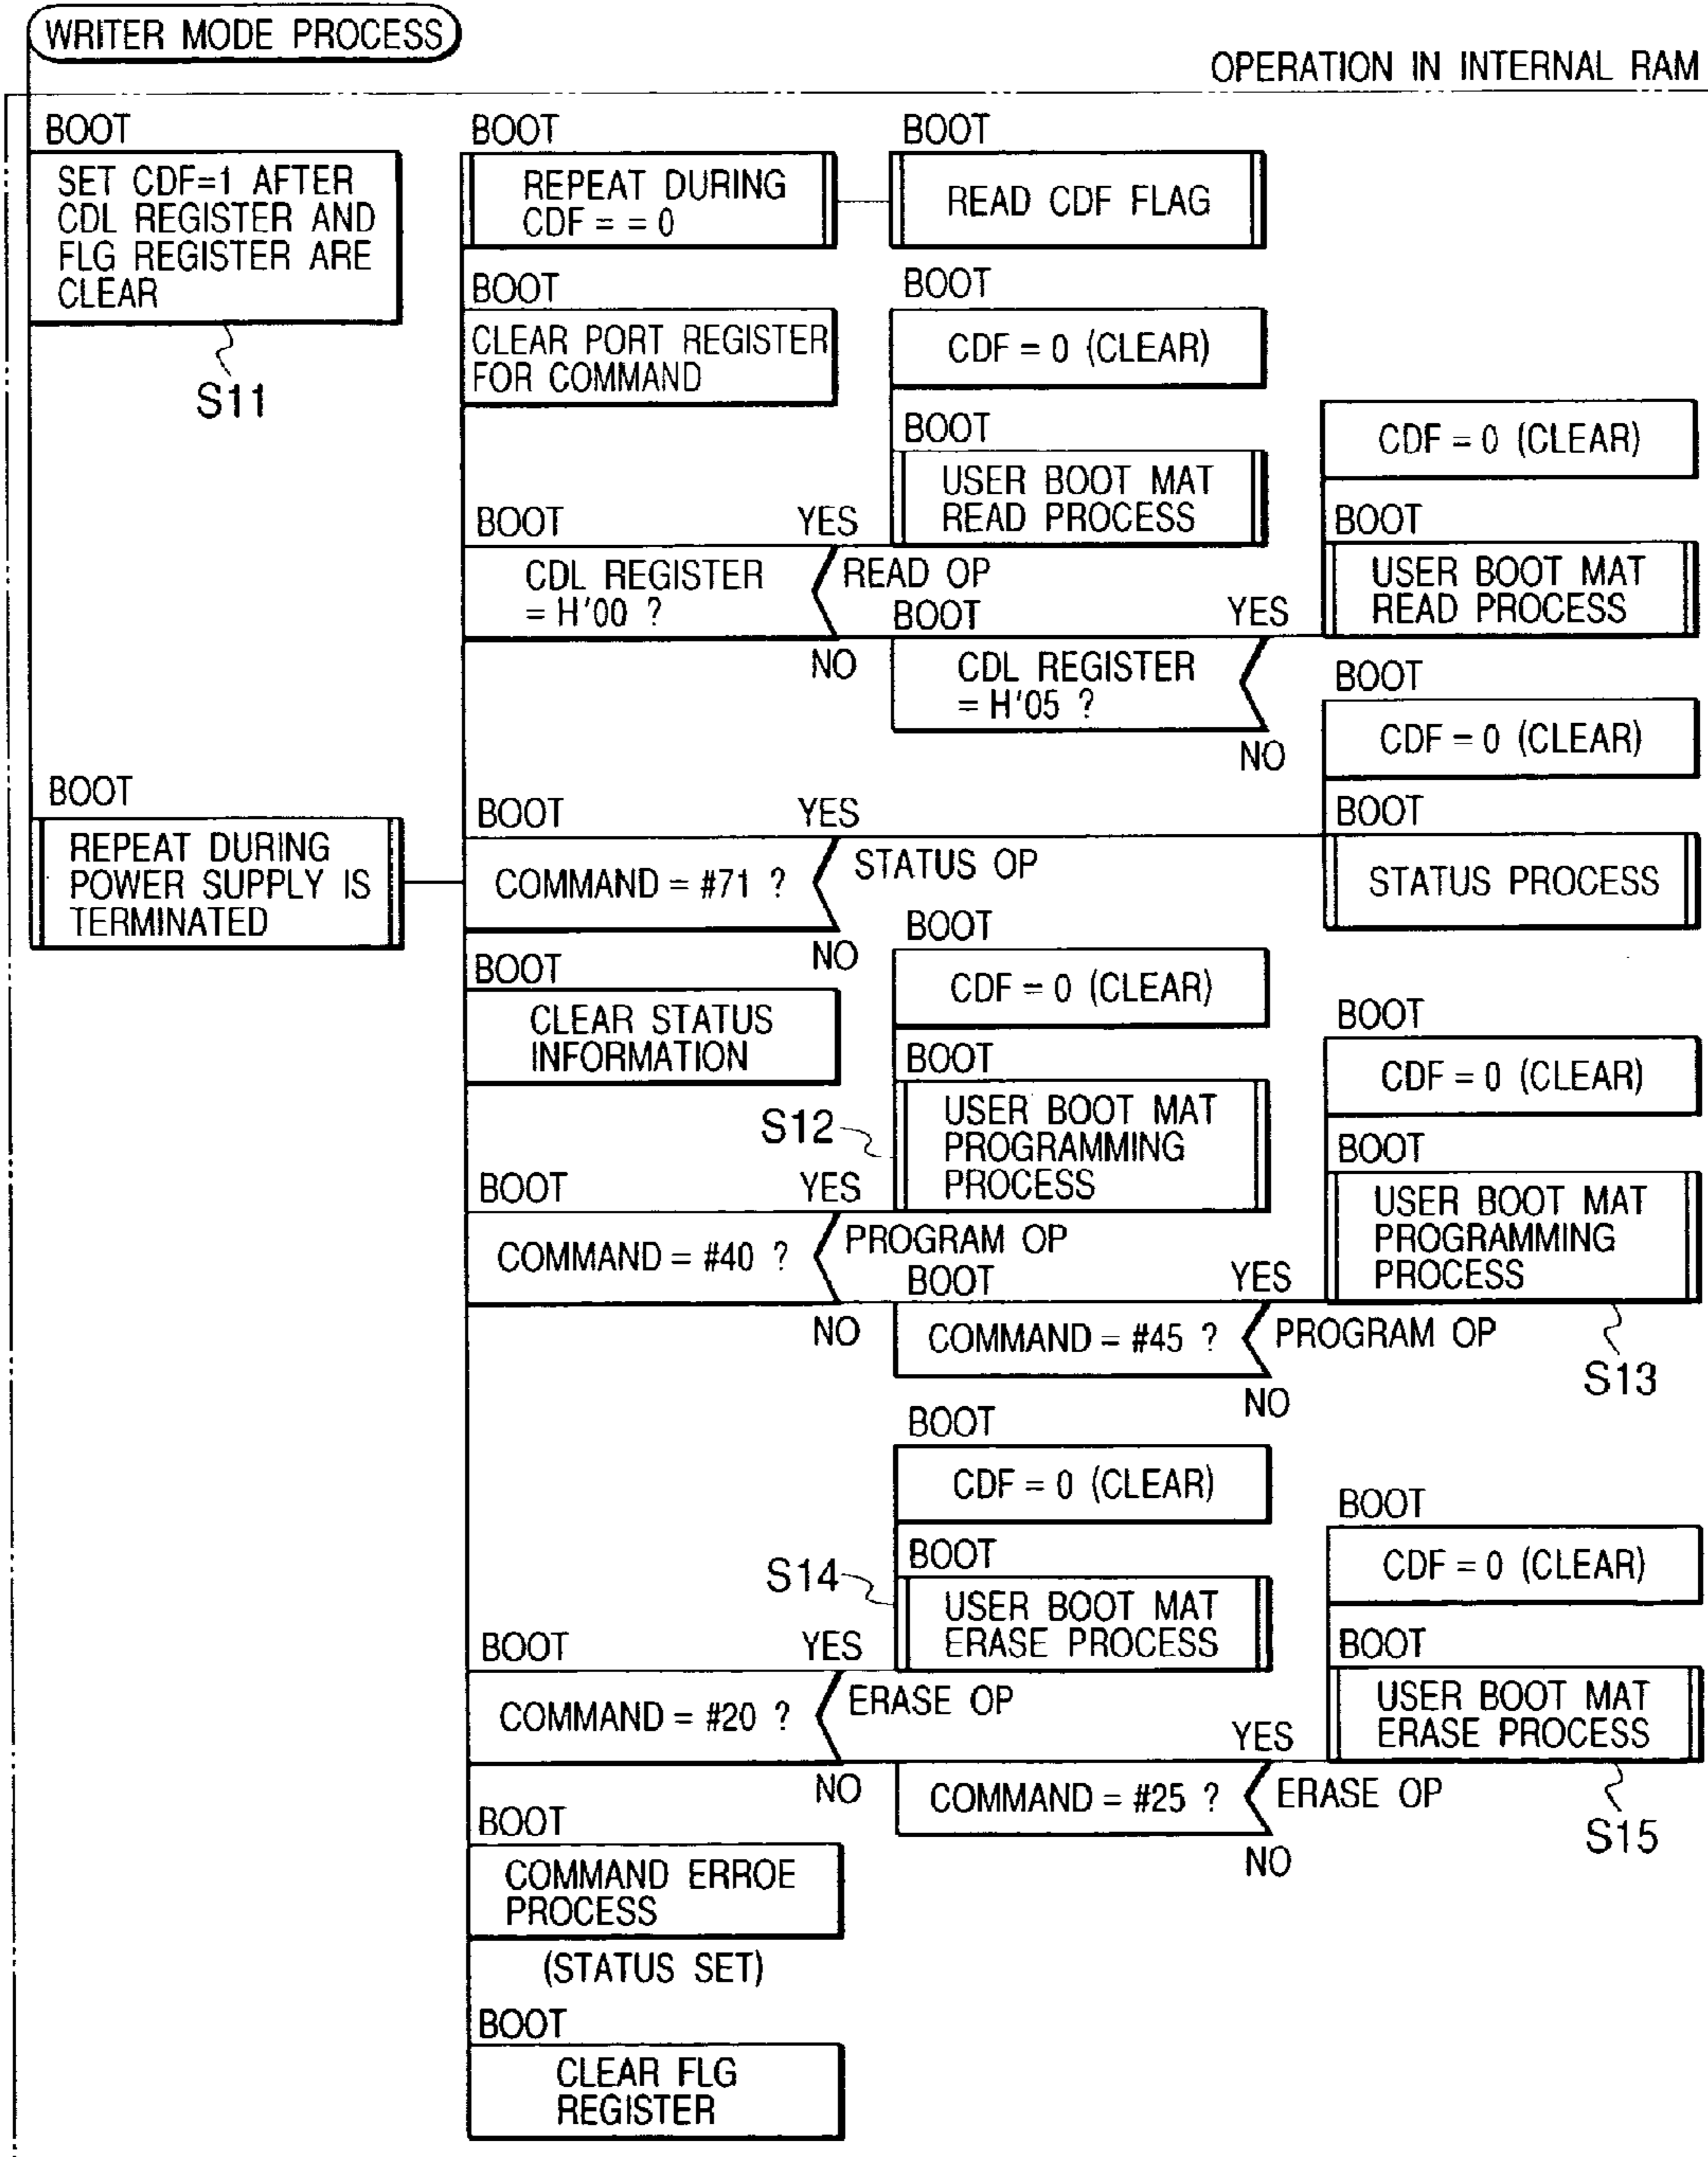 WRITER MODE PROCESS
OPERATION IN INTERNAL RAM
BOOT
SET CDF=1 AFTER
CDL REGISTER AND
FLG REGISTER ARE
CLEAR
S11
BOOT
REPEAT DURING
POWER SUPPLY IS
TERMINATED
BOOT
REPEAT DURING
CDF = = 0
BOOT
READ CDF FLAG
BOOT
CLEAR PORT REGISTER
FOR COMMAND
BOOT
CDF = 0 (CLEAR)
BOOT
USER BOOT MAT
READ PROCESS
BOOT
YES
CDL REGISTER
= H'00 ?
READ OP
NO
BOOT
YES
CDL REGISTER
= H'05 ?
NO
CDF = 0 (CLEAR)
BOOT
USER BOOT MAT
READ PROCESS
BOOT
CDF = 0 (CLEAR)
BOOT
STATUS PROCESS
BOOT
YES
COMMAND = #71 ?
STATUS OP
NO
BOOT
CLEAR STATUS
INFORMATION
BOOT
CDF = 0 (CLEAR)
BOOT
USER BOOT MAT
PROGRAMMING
PROCESS
S12
BOOT
YES
COMMAND = #40 ?
PROGRAM OP
NO
BOOT
YES
COMMAND = #45 ?
PROGRAM OP
NO
BOOT
CDF = 0 (CLEAR)
BOOT
USER BOOT MAT
PROGRAMMING
PROCESS
S13
BOOT
CDF = 0 (CLEAR)
BOOT
USER BOOT MAT
ERASE PROCESS
S14
BOOT
YES
COMMAND = #20 ?
ERASE OP
NO
YES
COMMAND = #25 ?
ERASE OP
NO
BOOT
CDF = 0 (CLEAR)
BOOT
USER BOOT MAT
ERASE PROCESS
S15
BOOT
COMMAND ERROE
PROCESS
(STATUS SET)
BOOT
CLEAR FLG
REGISTER